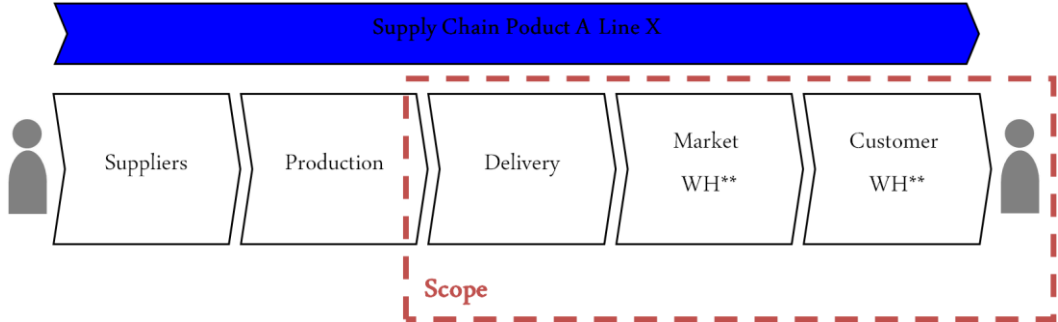 Supply Chain Poduct A Line X
Suppliers
Production
Delivery
Market
WH**
Customer
WH**
Scope